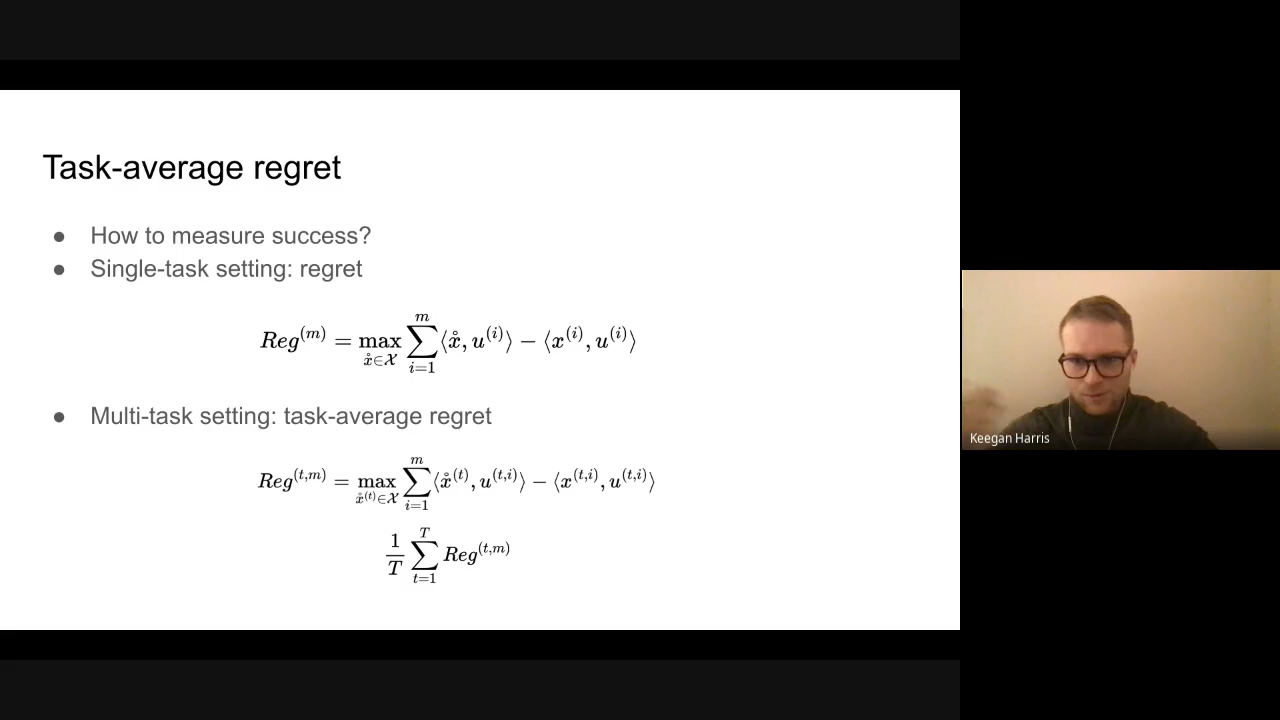 Task-average regret
● How to measure success?
● Single-task setting: regret
$Reg^{(m)} = \max_{\mathring{x} \in \mathcal{X}} \sum_{i=1}^{m} \langle \mathring{x}, u^{(i)} \rangle - \langle x^{(i)}, u^{(i)} \rangle$
● Multi-task setting: task-average regret
$Reg^{(t,m)} = \max_{\mathring{x}^{(t)} \in \mathcal{X}} \sum_{i=1}^{m} \langle \mathring{x}^{(t)}, u^{(t,i)} \rangle - \langle x^{(t,i)}, u^{(t,i)} \rangle$
$\frac{1}{T} \sum_{t=1}^{T} Reg^{(t,m)}$
Keegan Harris